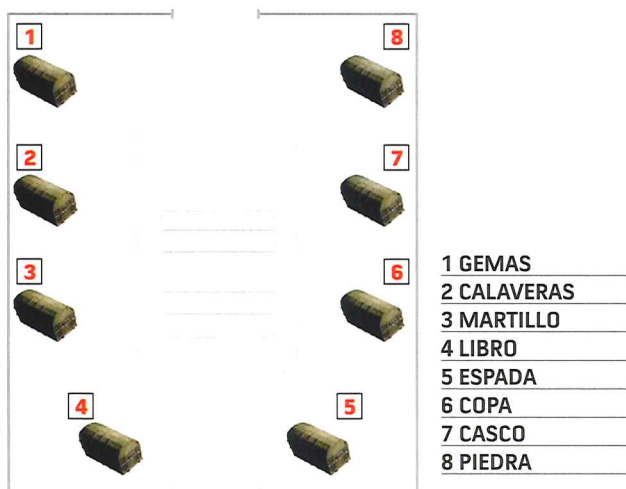 1
8
2
7
3
6
4
5
1 GEMAS
2 CALAVERAS
3 MARTILLO
4 LIBRO
5 ESPADA
6 COPA
7 CASCO
8 PIEDRA